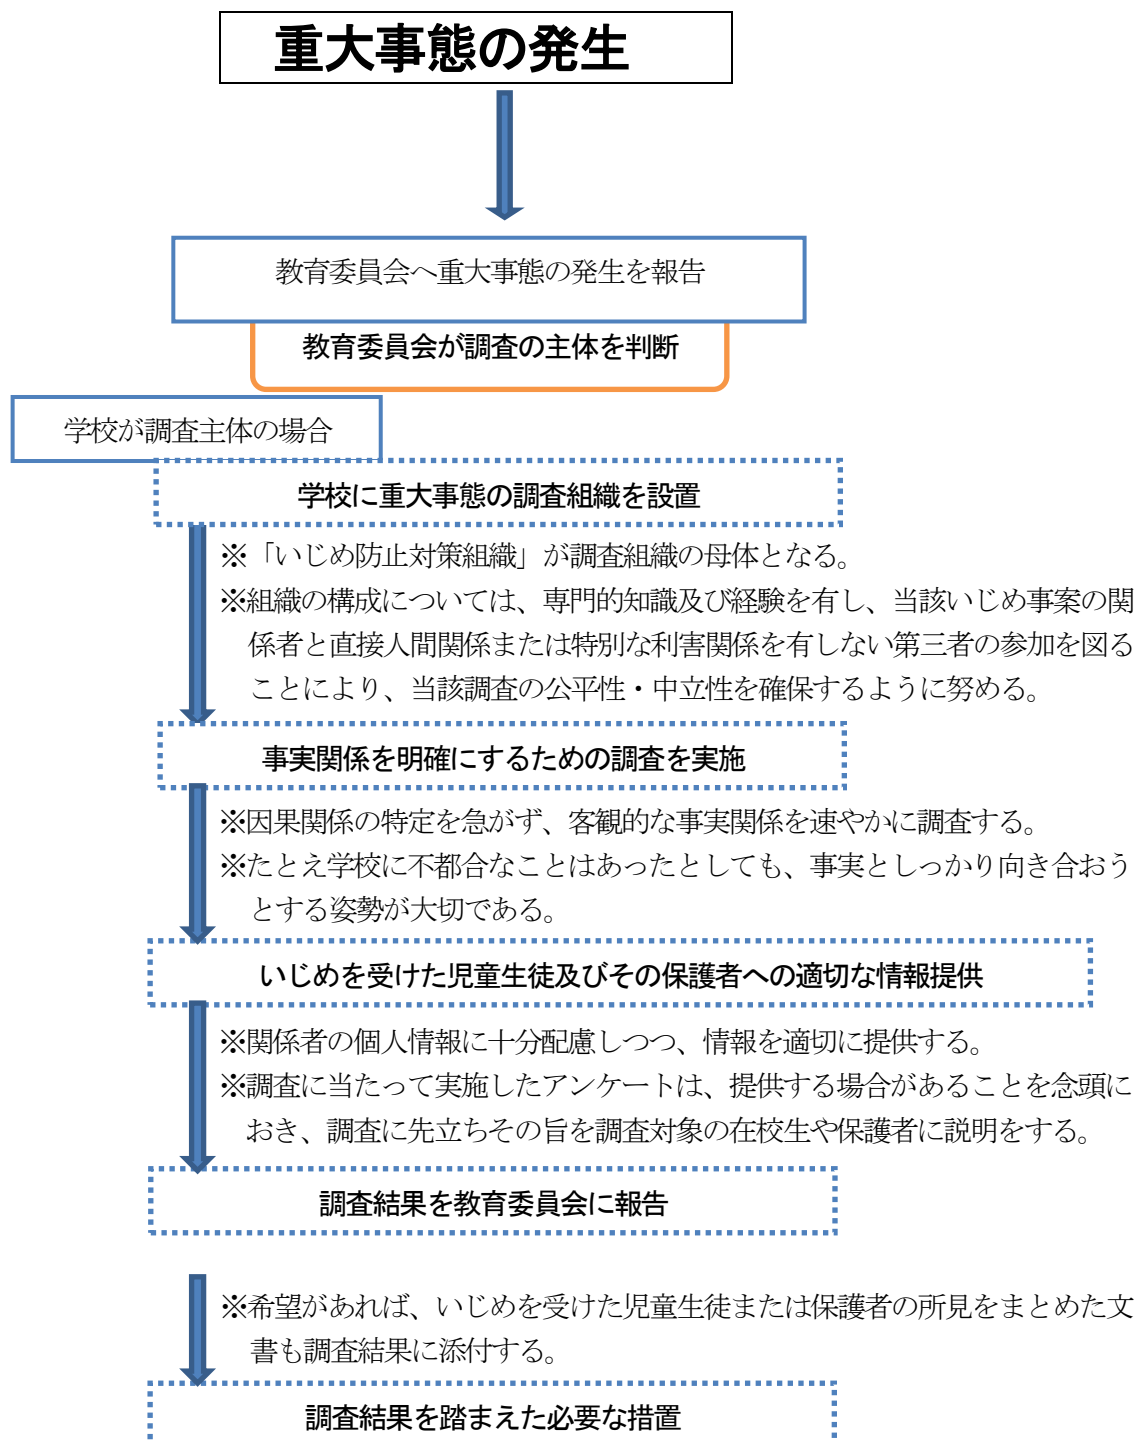 重大事態の発生
教育委員会へ重大事態の発生を報告
教育委員会が調査の主体を判断
学校が調査主体の場合
学校に重大事態の調査組織を設置
※「いじめ防止対策組織」が調査組織の母体となる。
※組織の構成については、専門的知識及び経験を有し、当該いじめ事案の関
係者と直接人間関係または特別な利害関係を有しない第三者の参加を図る
ことにより、当該調査の公平性・中立性を確保するように努める。
事実関係を明確にするための調査を実施
※因果関係の特定を急がず、客観的な事実関係を速やかに調査する。
※たとえ学校に不都合なことはあったとしても、事実としっかり向き合おう
とする姿勢が大切である。
いじめを受けた児童生徒及びその保護者への適切な情報提供
※関係者の個人情報に十分配慮しつつ、情報を適切に提供する。
※調査に当たって実施したアンケートは、提供する場合があることを念頭に
おき、調査に先立ちその旨を調査対象の在校生や保護者に説明をする。
調査結果を教育委員会に報告
※希望があれば、いじめを受けた児童生徒または保護者の所見をまとめた文
書も調査結果に添付する。
調査結果を踏まえた必要な措置